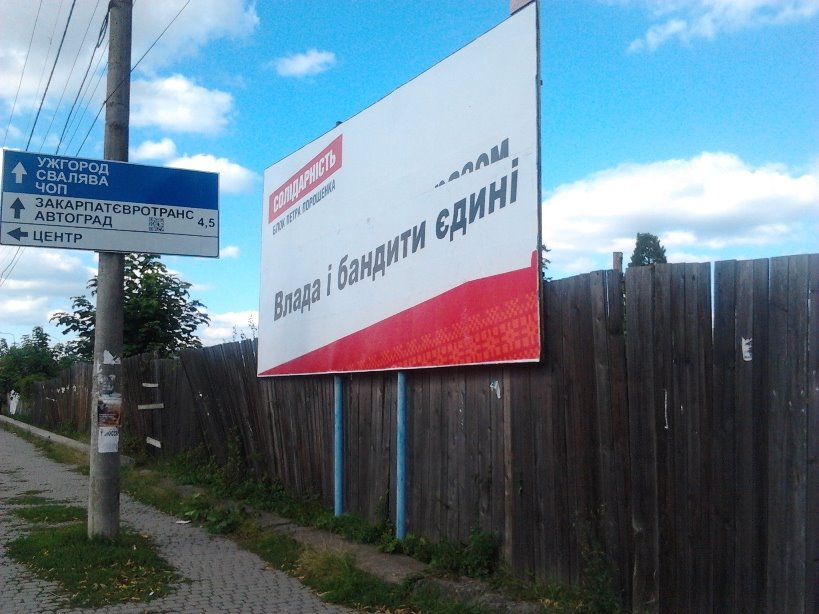 УЖГОРОД
СВАЛЯВА
ЧОП
ЗАКАРПАТЄВРОТРАНС
АВТОГРАД 4,5
ЦЕНТР
СОЛІДАРНІСТЬ
БЛОК ПЕТРА ПОРОШЕНКА
Влада і бандити єдині